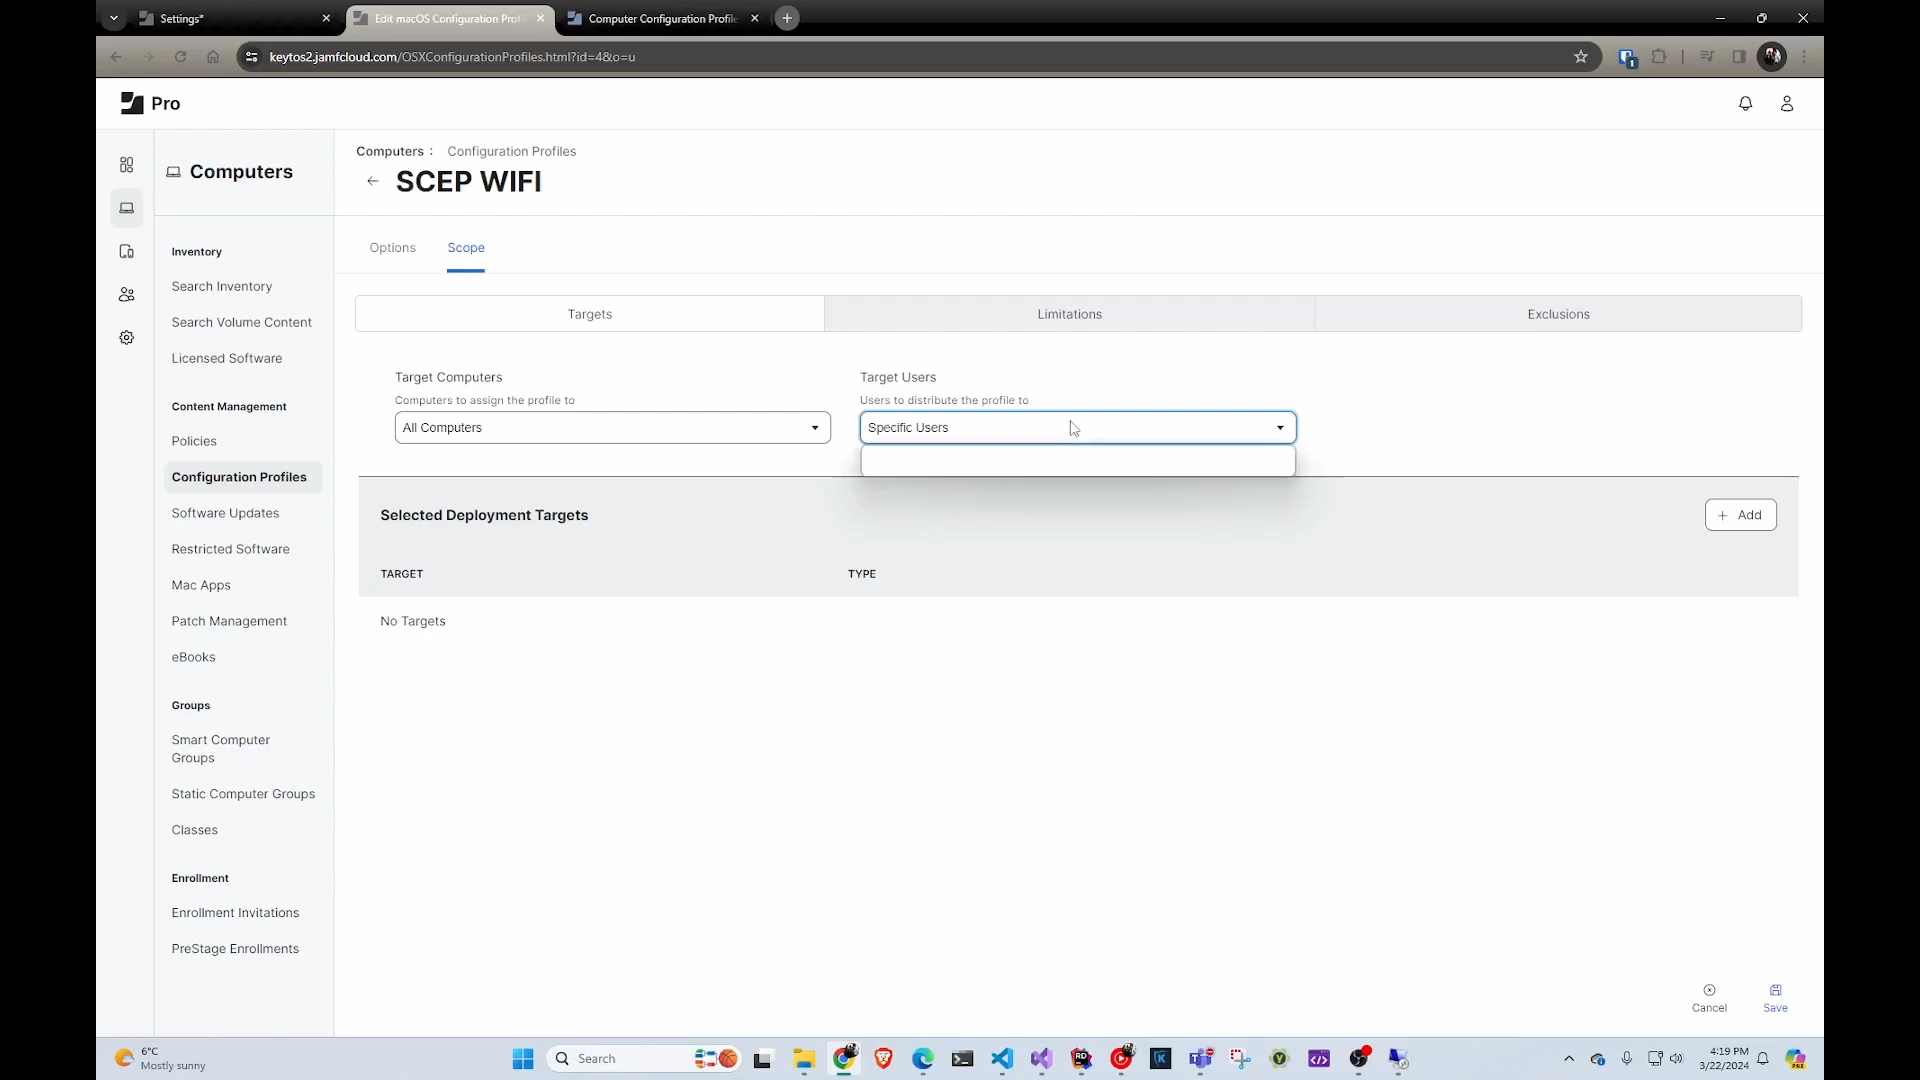 Settings*
Edit macOS Configuration Prof
Computer Configuration Profile
keytos2.jamfcloud.com/OSXConfigurationProfiles.html?id=4&o=u
1
Pro
Computers
Inventory
Search Inventory
Search Volume Content
Licensed Software
Content Management
Policies
Configuration Profiles
Software Updates
Restricted Software
Mac Apps
Patch Management
eBooks
Groups
Smart Computer
Groups
Static Computer Groups
Classes
Enrollment
Enrollment Invitations
PreStage Enrollments
Computers : Configuration Profiles
SCEP WIFI
Options
Scope
Targets
Limitations
Exclusions
Target Computers
Computers to assign the profile to
All Computers
Target Users
Users to distribute the profile to
Specific Users
Selected Deployment Targets
+ Add
TARGET
TYPE
No Targets
Cancel
Save
6°C
Mostly sunny
Search
4:19 PM
3/22/2024